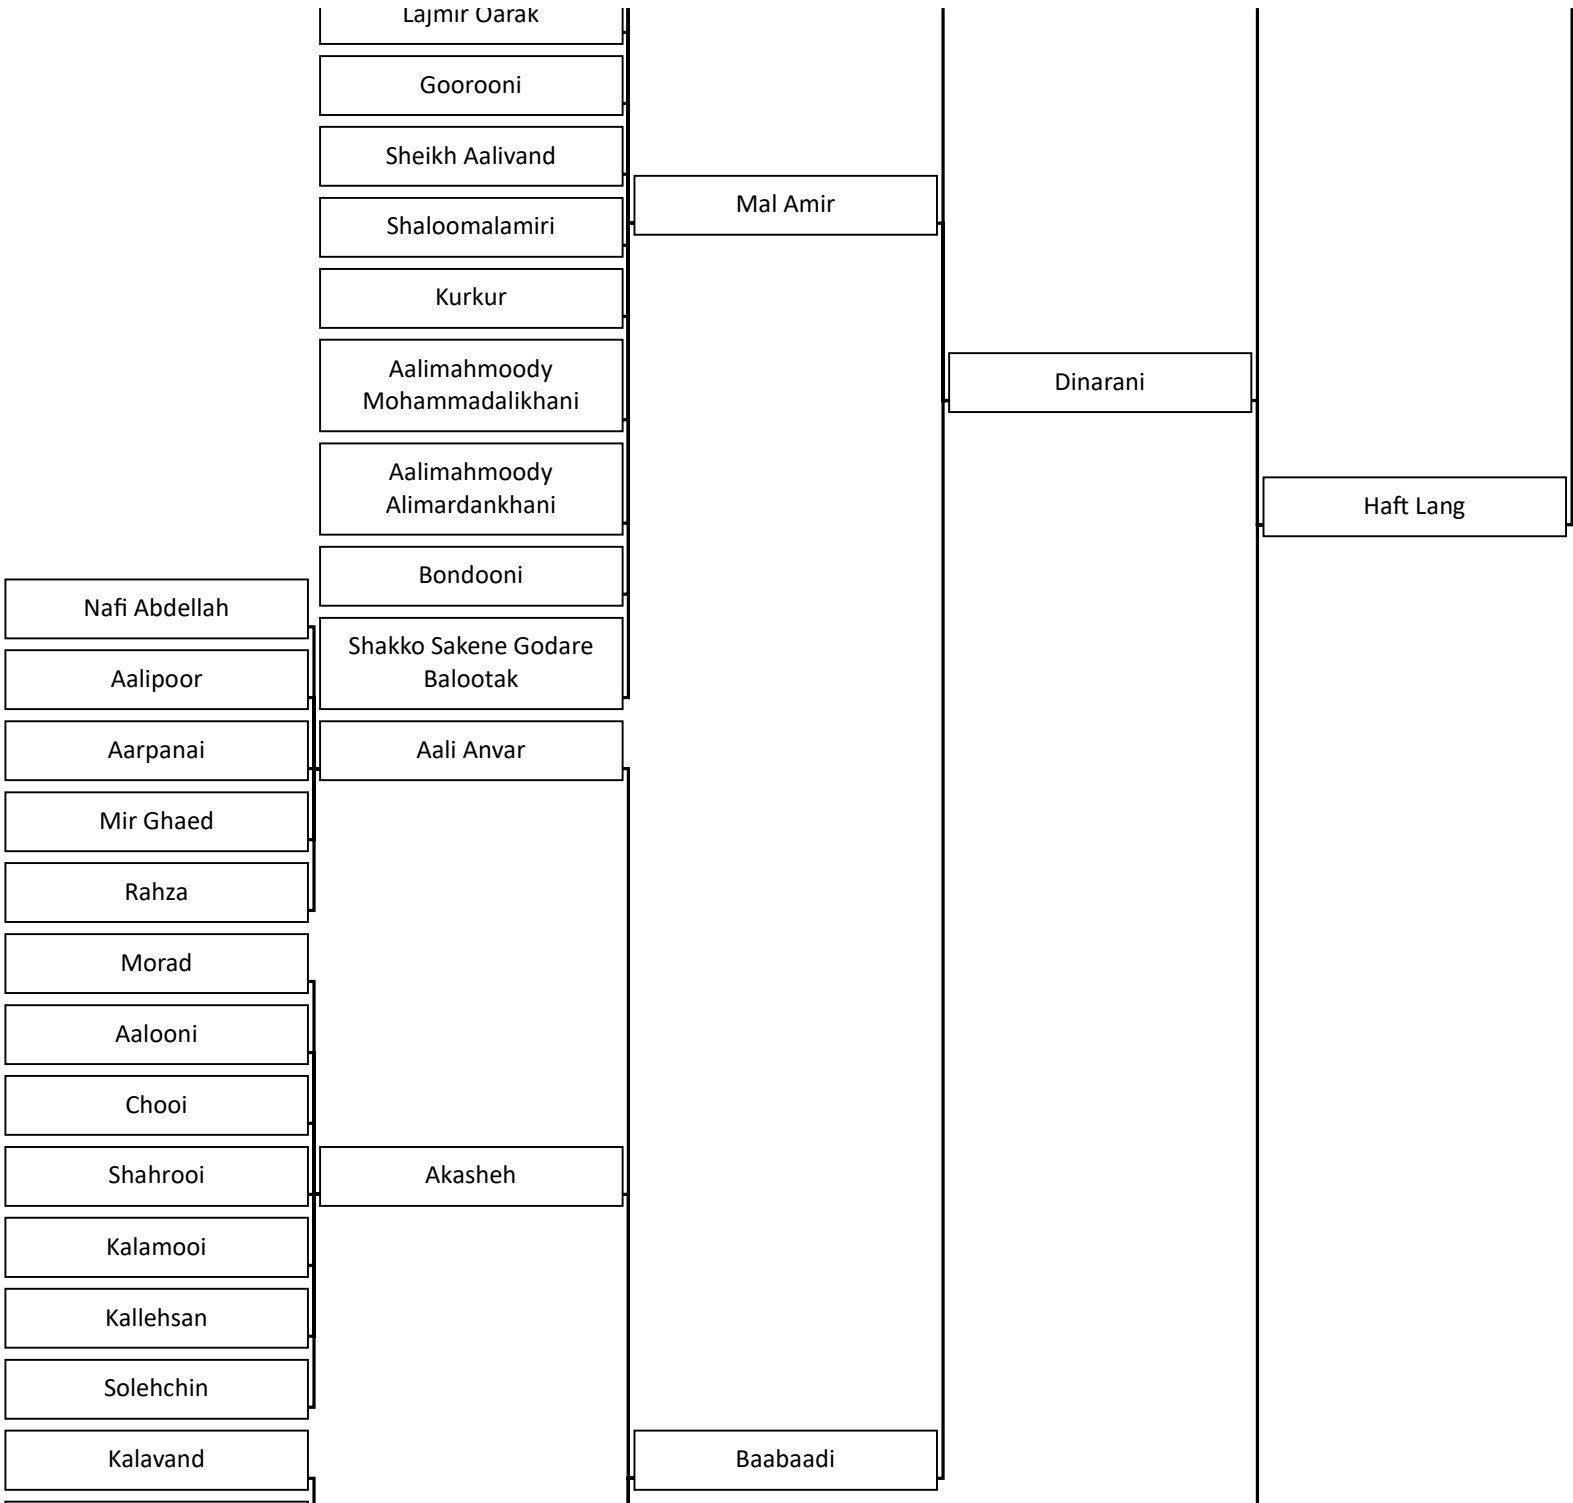 Lajmir Oarak
Goorooni
Sheikh Aalivand
Mal Amir
Shaloomalamiri
Kurkur
Aalimahmoody
Mohammadalikhani
Dinarani
Aalimahmoody
Alimardankhani
Haft Lang
Bondooni
Nafi Abdellah
Shakko Sakene Godare
Balootak
Aalipoor
Aarpanai
Aali Anvar
Mir Ghaed
Rahza
Morad
Aalooni
Chooi
Shahrooi
Akasheh
Kalamooi
Kallehsan
Solehchin
Kalavand
Baabaadi